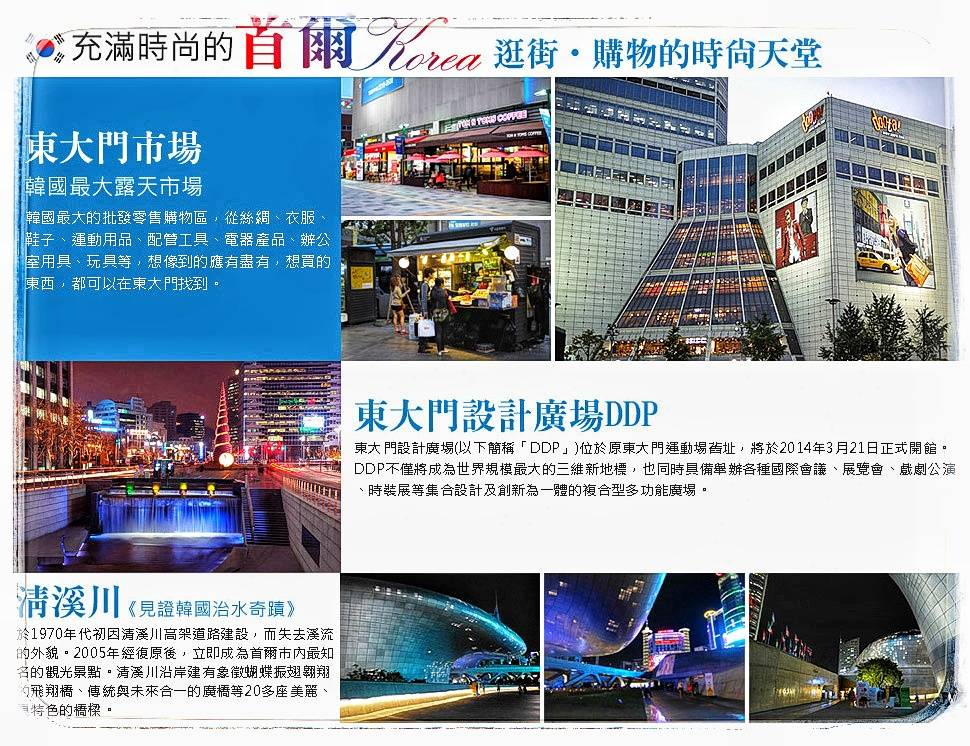 充滿時尚的首爾Korea 逛街・購物的時尚天堂
東大門市場
韓國最大露天市場
韓國最大的批發零售購物區，從絲綢、衣服、
鞋子、運動用品、配管工具、電器產品、辦公
室用具、玩具等，想像到的應有盡有，想買的
東西，都可以在東大門找到。
TOM N TOMS COFFEE
TOM N TOMS COFFEE
doota!
doota!
東大門設計廣場DDP
東大門設計廣場(以下簡稱「DDP」)位於原東大門運動場舊址，將於2014年3月21日正式開館。
DDP不僅將成為世界規模最大的三維新地標，也同時具備舉辦各種國際會議、展覽會、戲劇公演
、時裝展等集合設計及創新為一體的複合型多功能廣場。
清溪川《見證韓國治水奇蹟》
於1970年代初因清溪川高架道路建設，而失去溪流
的外貌。2005年經復原後，立即成為首爾市內最知
名的觀光景點。清溪川沿岸建有象徵蝴蝶振翅翱翔
的飛翔橋、傳統與未來合一的廣橋等20多座美麗、
具特色的橋樑。